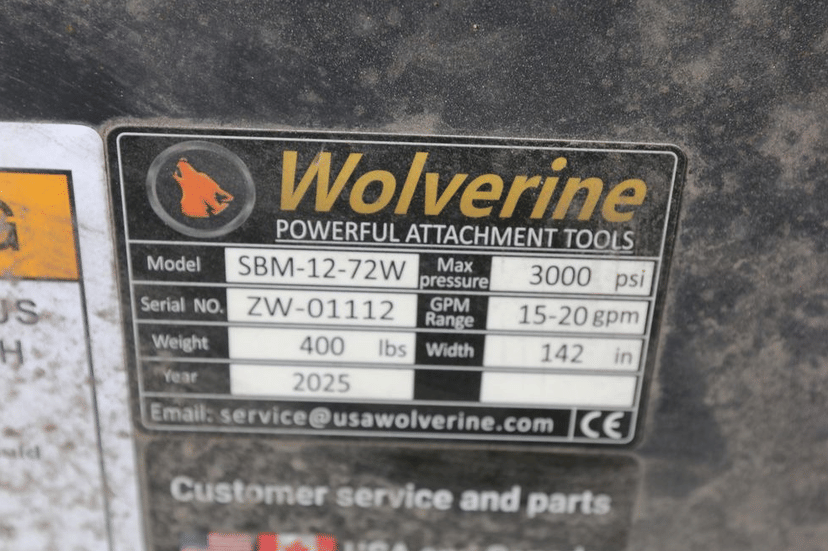 Wolverine
POWERFUL ATTACHMENT TOOLS
Model SBM-12-72W Max pressure 3000 psi
Serial NO. ZW-01112 GPM Range 15-20 gpm
Weight 400 lbs Width 142 in
Year 2025
Email: service@usawolverine.com CE
Customer service and parts
G
US
H